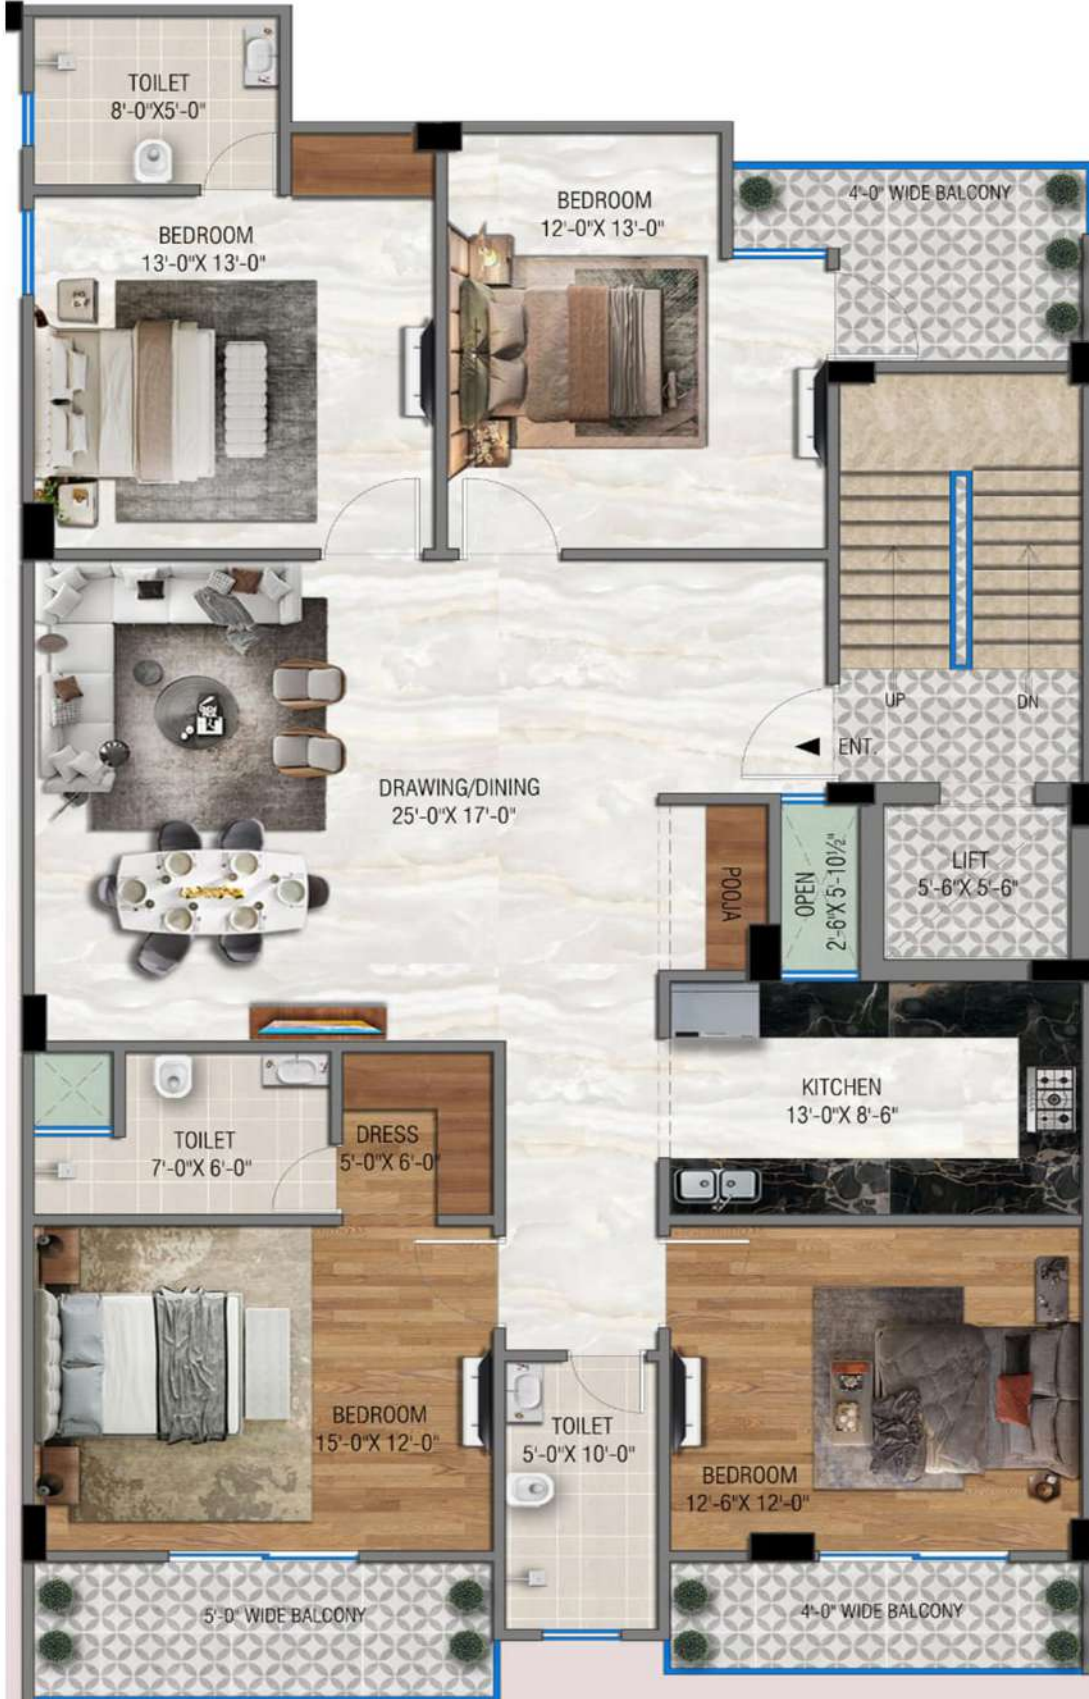 TOILET
8'-0"X5'-0"
BEDROOM
13'-0"X 13'-0"
BEDROOM
12'-0"X 13'-0"
4'-0" WIDE BALCONY
UP
DN
ENT.
DRAWING/DINING
25'-0"X 17'-0"
POOJA
OPEN
2'-6"X 5'-10½"
LIFT
5'-6"X 5'-6"
KITCHEN
13'-0"X 8'-6"
TOILET
7'-0"X 6'-0"
DRESS
5'-0"X 6'-0"
BEDROOM
15'-0"X 12'-0"
TOILET
5'-0"X 10'-0"
BEDROOM
12'-6"X 12'-0"
5'-0" WIDE BALCONY
4'-0" WIDE BALCONY